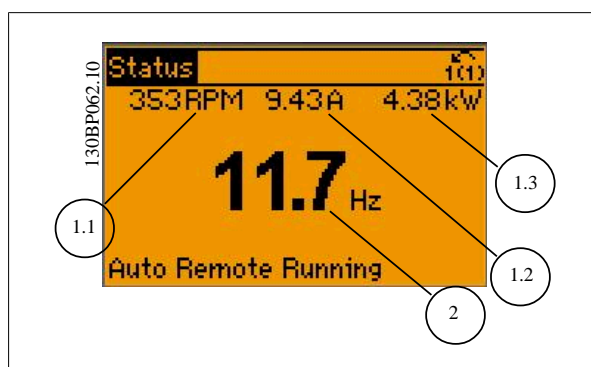 130BP062.10
Status
1(1)
353RPM 9.43A 4.38kW
11.7 Hz
Auto Remote Running
1.1
1.2
1.3
2